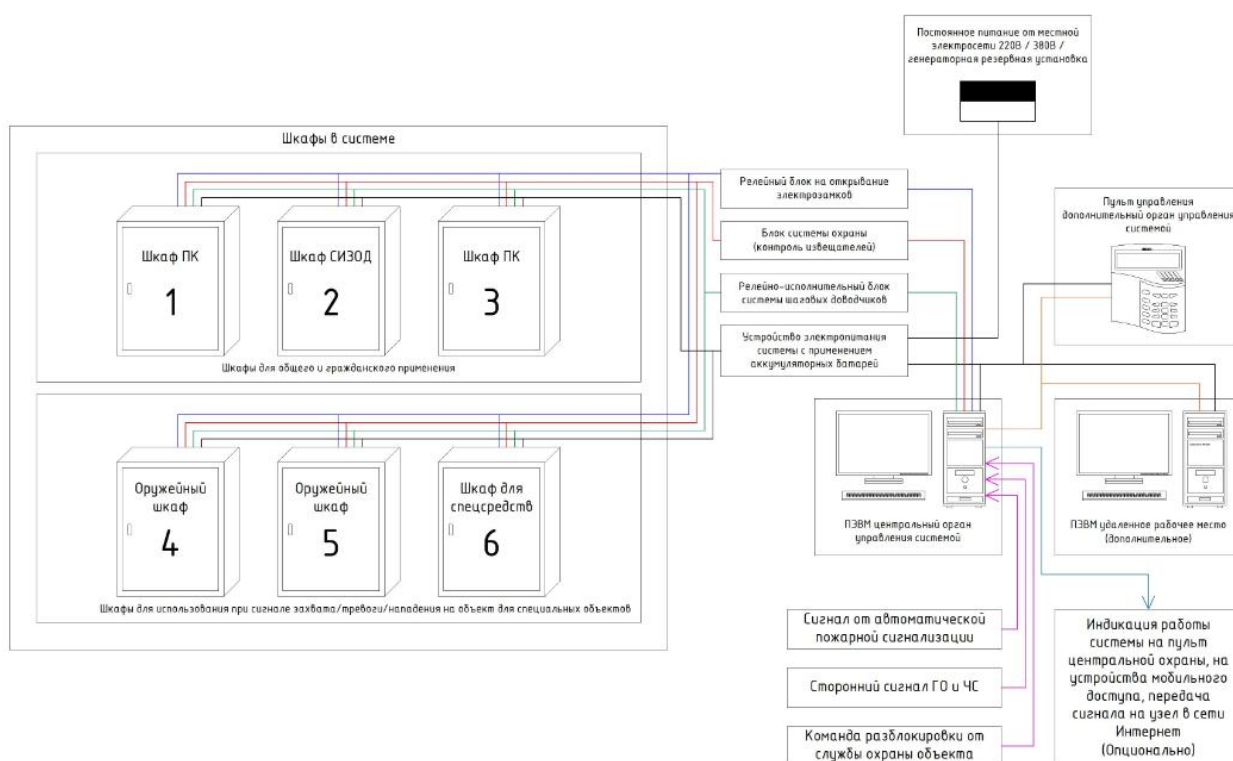 Постоянное питание от местной
электросети 220В / 380В /
генераторная резервная установка
Шкафы в системе
Шкаф ПК
1
Шкаф СИЗОД
2
Шкаф ПК
3
Шкафы для общего и гражданского применения
Оружейный
шкаф
4
Оружейный
шкаф
5
Шкаф для
спецсредств
6
Шкафы для использования при сигнале захвата/тревоги/нападения на объект для специальных объектов
Релейный блок на открывание
электрозамков
Блок системы охраны
(контроль извещателей)
Релейно-исполнительный блок
системы шаговых доводчиков
Устройство электропитания
системы с применением
аккумуляторных батарей
Пульт управления
дополнительный орган управления
системой
ПЭВМ центральный орган
управления системой
ПЭВМ удаленное рабочее место
(дополнительное)
Сигнал от автоматической
пожарной сигнализации
Сторонний сигнал ГО и ЧС
Команда разблокировки от
службы охраны объекта
Индикация работы
системы на пульт
центральной охраны, на
устройства мобильного
доступа, передача
сигнала на узел в сети
Интернет
(Опционально)